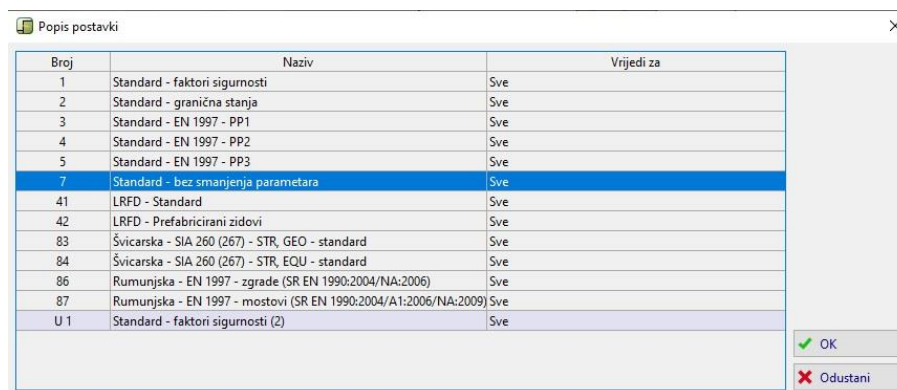 Popis postavki
Broj Naziv Vrijedi za
1 Standard - faktori sigurnosti Sve
2 Standard - granična stanja Sve
3 Standard - EN 1997 - PP1 Sve
4 Standard - EN 1997 - PP2 Sve
5 Standard - EN 1997 - PP3 Sve
7 Standard - bez smanjenja parametara Sve
41 LRFD - Standard Sve
42 LRFD - Prefabricirani zidovi Sve
83 Švicarska - SIA 260 (267) - STR, GEO - standard Sve
84 Švicarska - SIA 260 (267) - STR, EQU - standard Sve
86 Rumunjska - EN 1997 - zgrade (SR EN 1990:2004/NA:2006) Sve
87 Rumunjska - EN 1997 - mostovi (SR EN 1990:2004/A1:2006/NA:2009) Sve
U 1 Standard - faktori sigurnosti (2) Sve
OK
Odustani